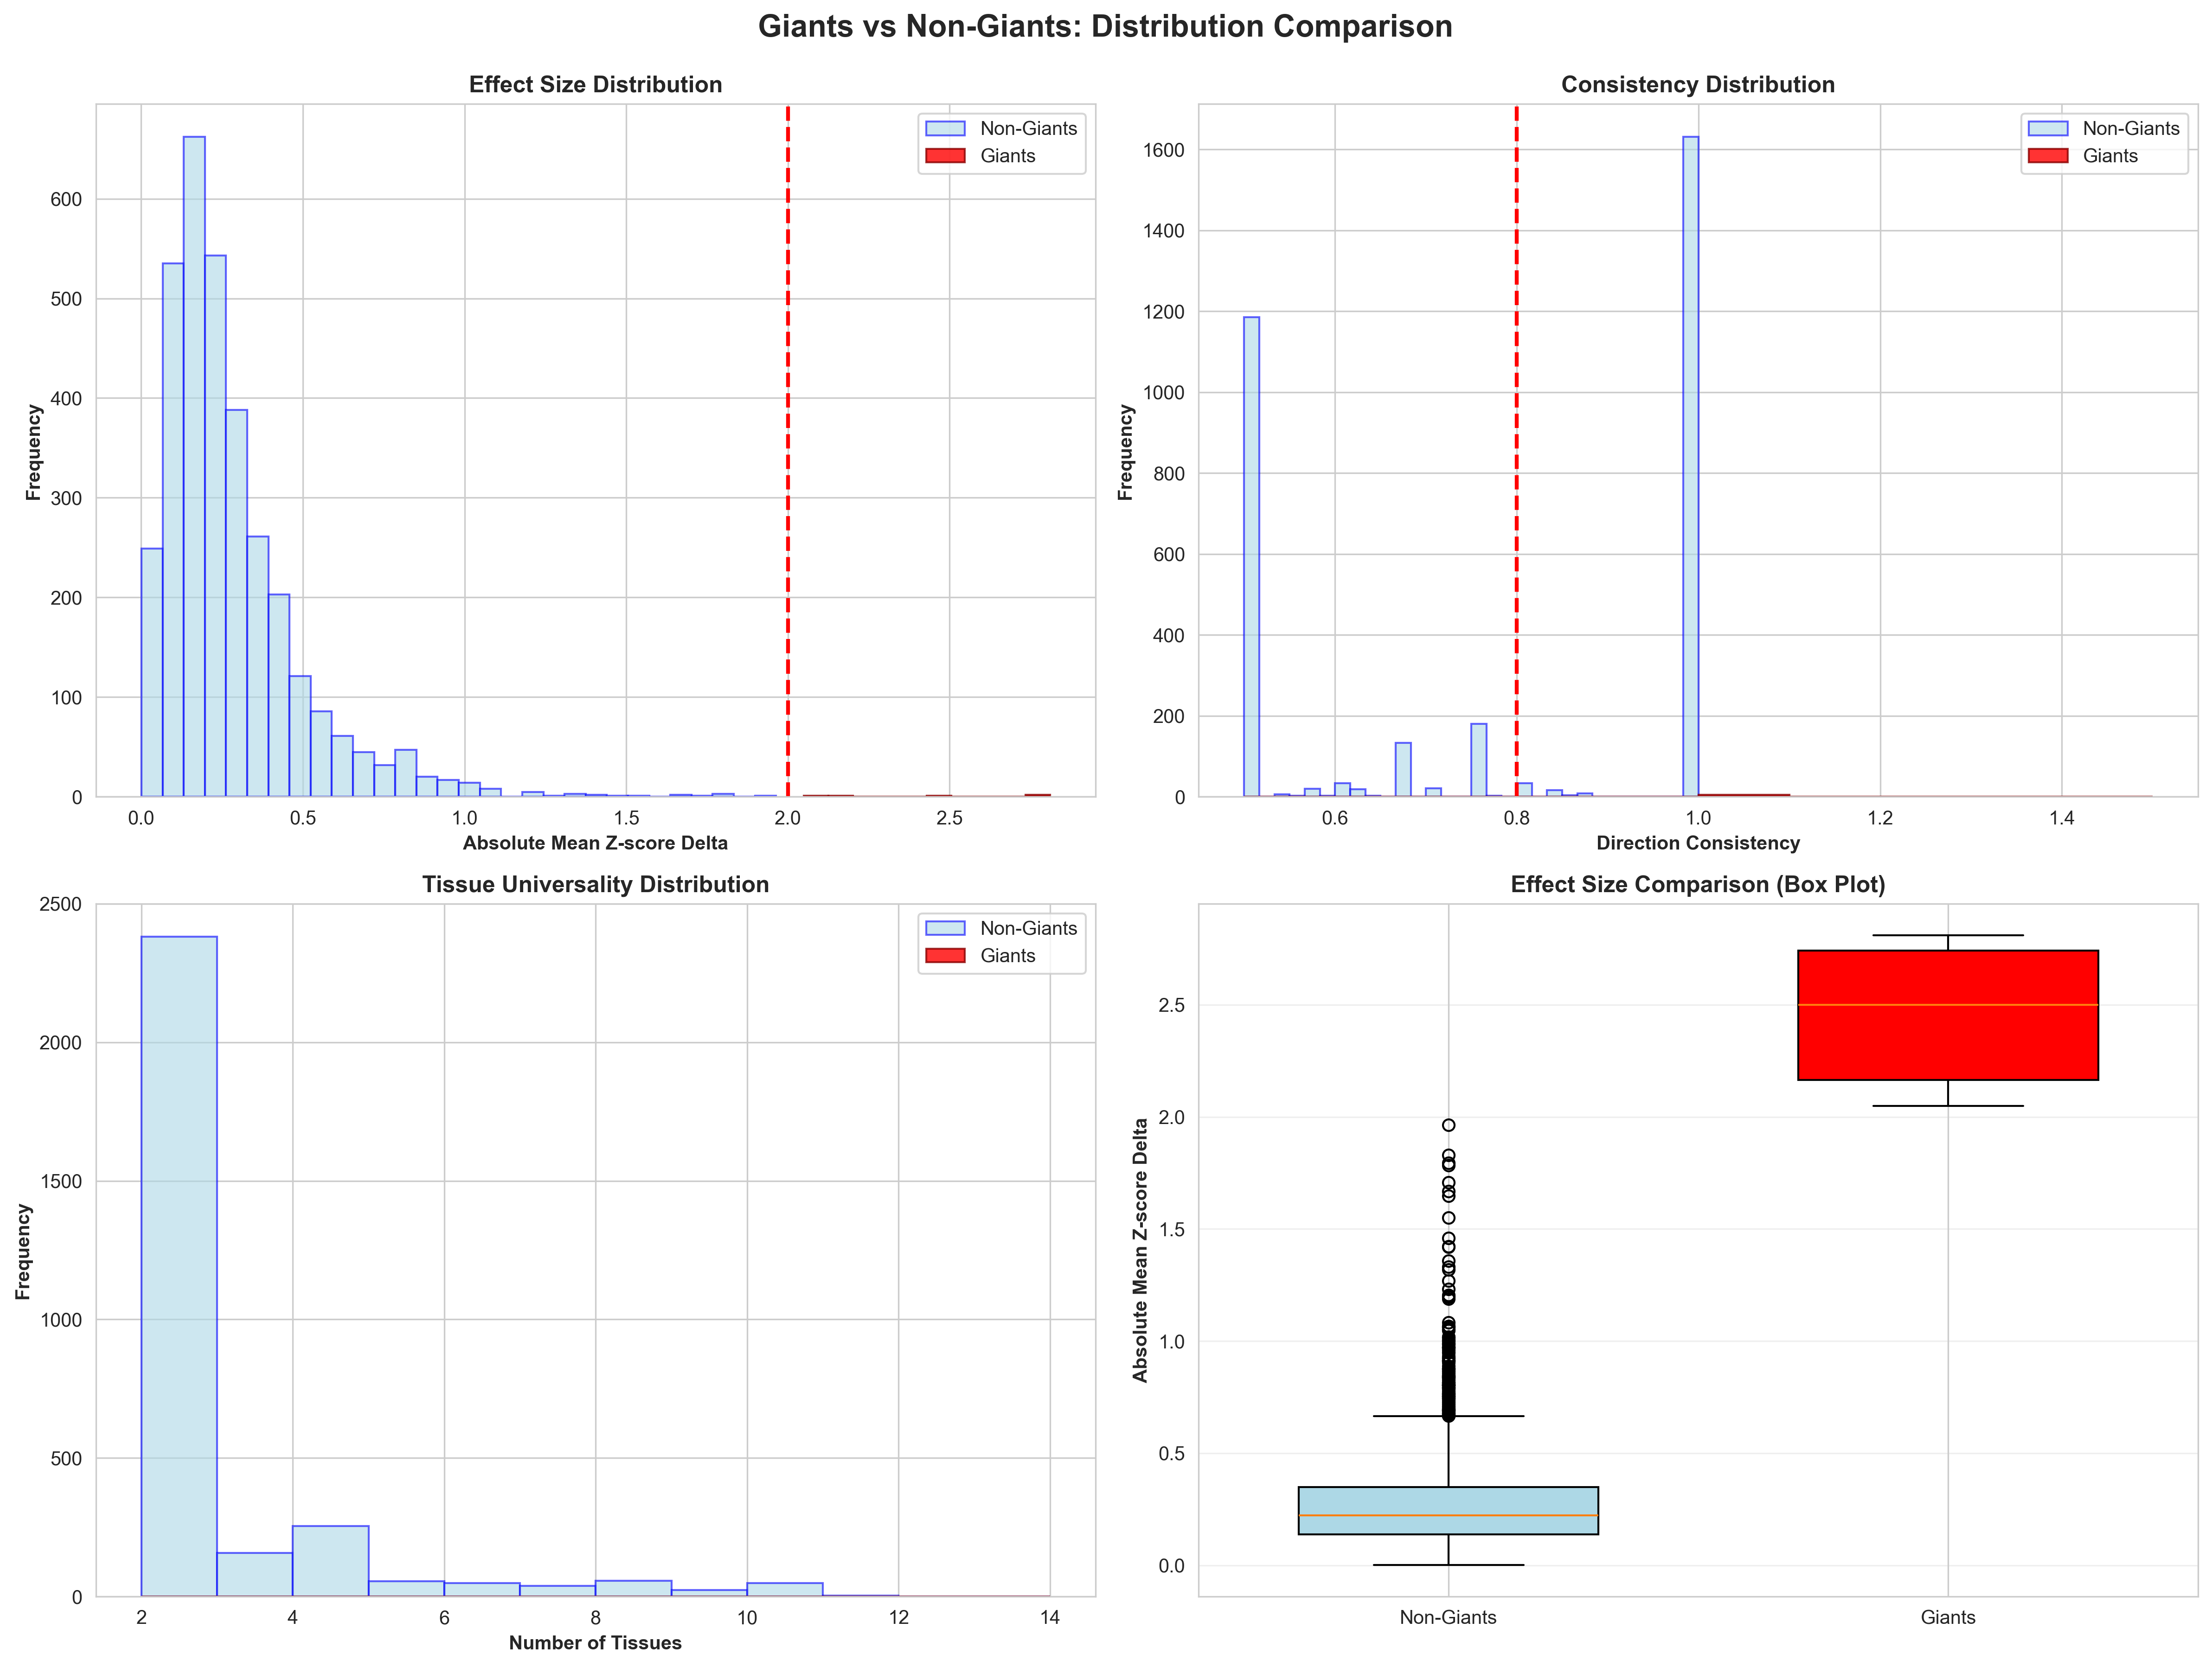 Giants vs Non-Giants: Distribution Comparison
Effect Size Distribution
Non-Giants
Giants
Frequency
600
500
400
300
200
100
0
0.0 0.5 1.0 1.5 2.0 2.5
Absolute Mean Z-score Delta
Consistency Distribution
Non-Giants
Giants
Frequency
1600
1400
1200
1000
800
600
400
200
0
0.6 0.8 1.0 1.2 1.4
Direction Consistency
Tissue Universality Distribution
Non-Giants
Giants
Frequency
2500
2000
1500
1000
500
0
2 4 6 8 10 12 14
Number of Tissues
Effect Size Comparison (Box Plot)
Absolute Mean Z-score Delta
2.5
2.0
1.5
1.0
0.5
0.0
Non-Giants Giants